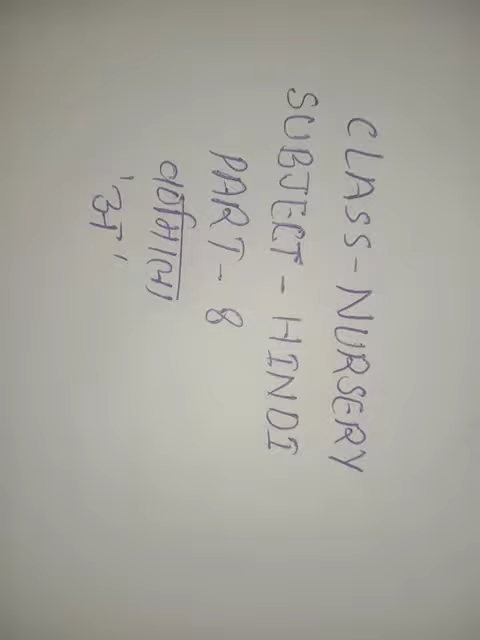 CLASS - NURSERY
SUBJECT - HINDI
PART - 8
वर्णमाला
'अ'